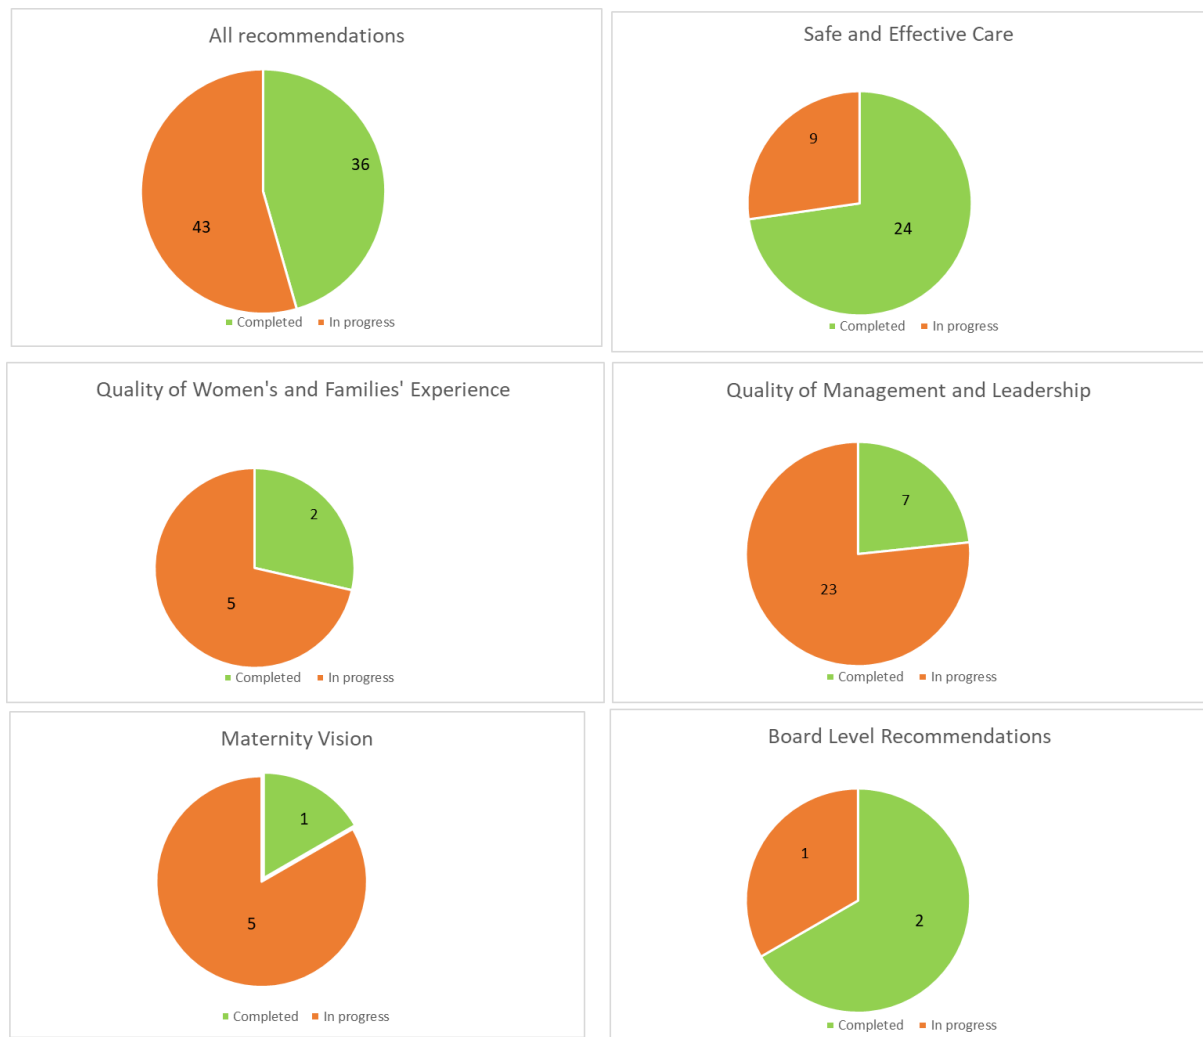 All recommendations
36
43
Completed In progress
Safe and Effective Care
9
24
Completed In progress
Quality of Women's and Families' Experience
2
5
Completed In progress
Quality of Management and Leadership
7
23
Completed In progress
Maternity Vision
1
5
Completed In progress
Board Level Recommendations
1
2
Completed In progress